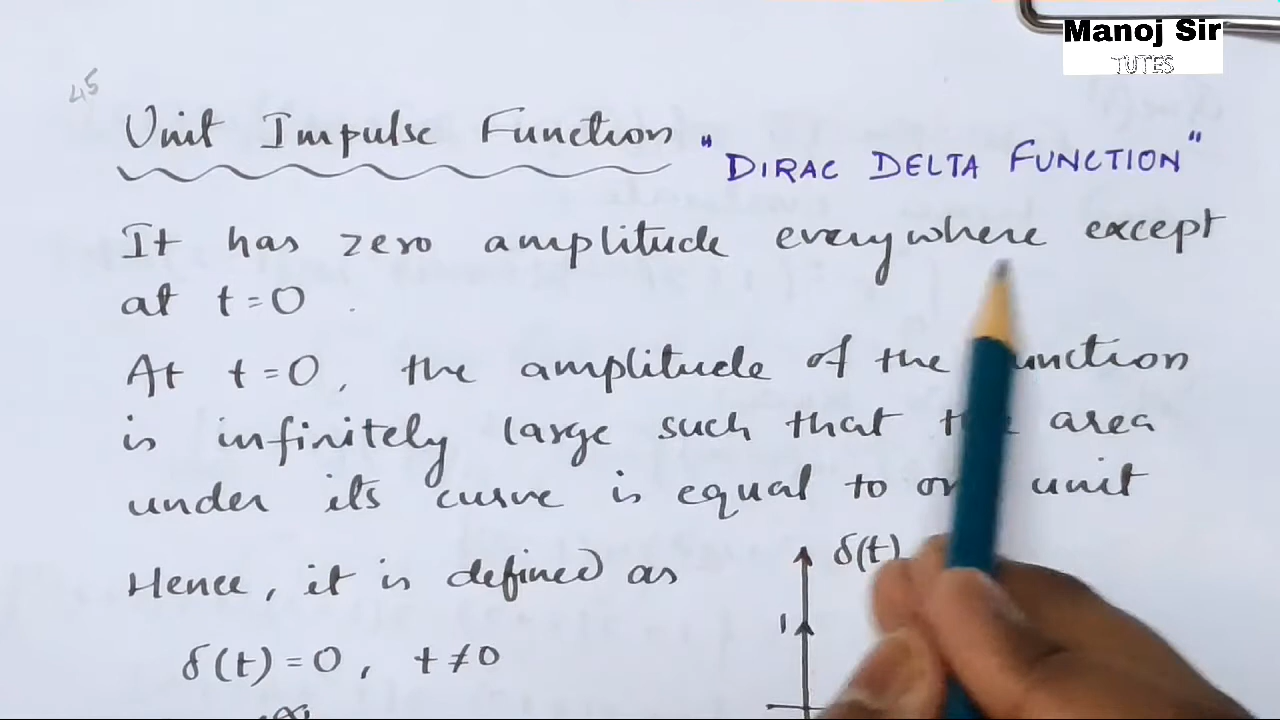 Manoj Sir
TUTES
45
Unit Impulse Function "DIRAC DELTA FUNCTION"
It has zero amplitude everywhere except
at t=0.
At t=0, the amplitude of the unction
is infinitely large such that area
under its curve is equal to unit
Hence, it is defined as
δ(t)
1
δ(t)=0, t≠0
∞